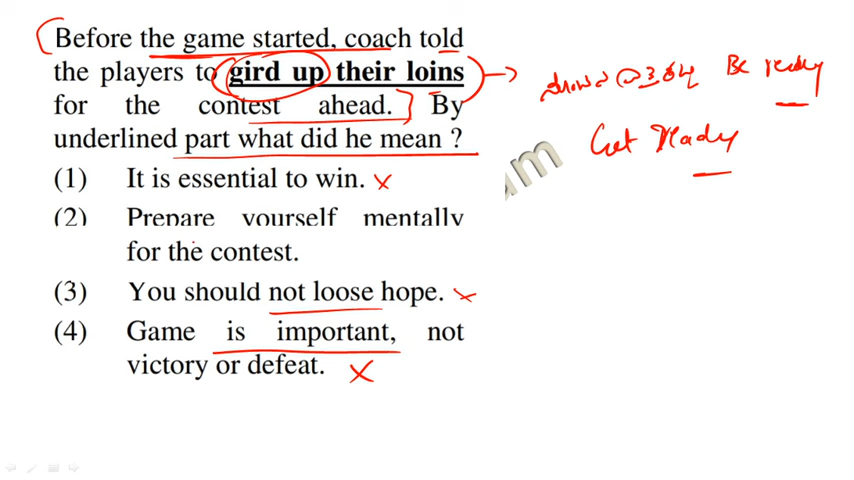 Before the game started, coach told
the players to gird up their loins Be ready
for the contest ahead. By
underlined part what did he mean ? Get Ready
(1) It is essential to win. x
(2) Prepare yourself mentally
for the contest.
(3) You should not loose hope. x
(4) Game is important, not
victory or defeat. x